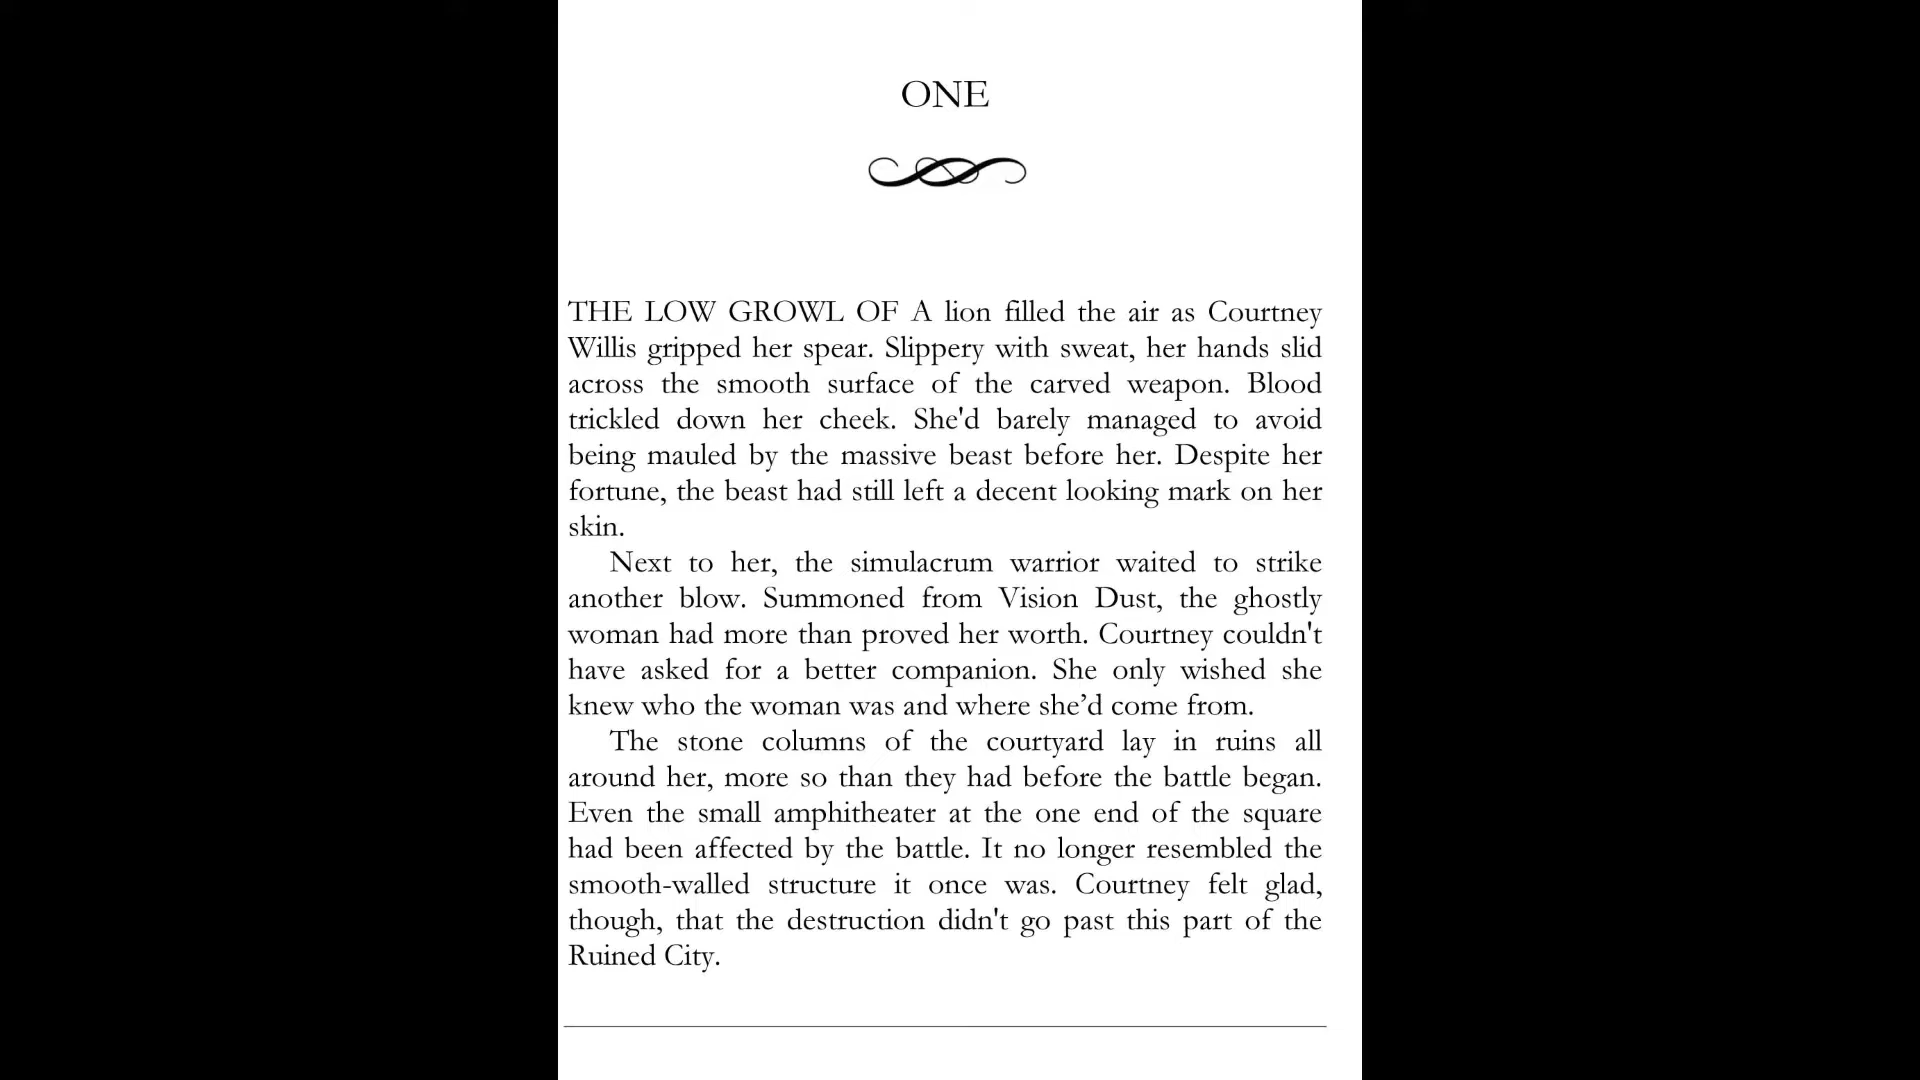 ONE
THE LOW GROWL OF A lion filled the air as Courtney
Willis gripped her spear. Slippery with sweat, her hands slid
across the smooth surface of the carved weapon. Blood
trickled down her cheek. She'd barely managed to avoid
being mauled by the massive beast before her. Despite her
fortune, the beast had still left a decent looking mark on her
skin.
Next to her, the simulacrum warrior waited to strike
another blow. Summoned from Vision Dust, the ghostly
woman had more than proved her worth. Courtney couldn't
have asked for a better companion. She only wished she
knew who the woman was and where she’d come from.
The stone columns of the courtyard lay in ruins all
around her, more so than they had before the battle began.
Even the small amphitheater at the one end of the square
had been affected by the battle. It no longer resembled the
smooth-walled structure it once was. Courtney felt glad,
though, that the destruction didn't go past this part of the
Ruined City.